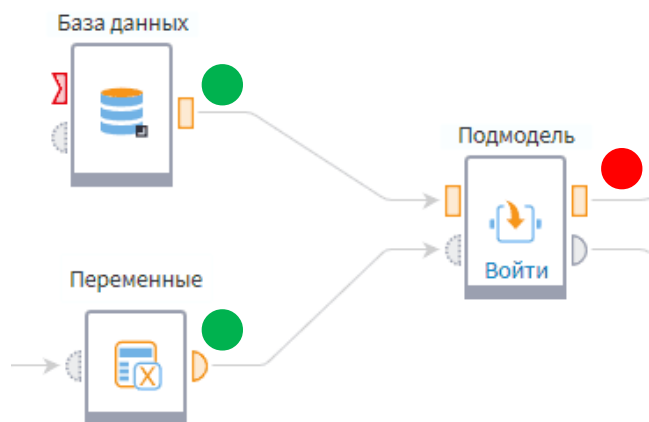 База данных
Подмодель
Войти
Переменные
X